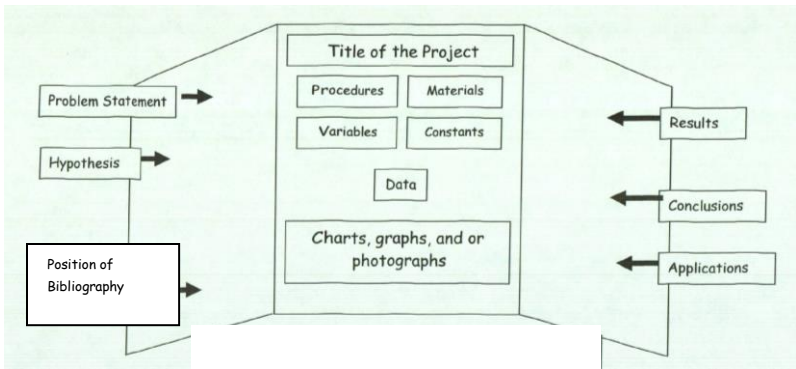 Title of the Project
Procedures
Materials
Variables
Constants
Data
Charts, graphs, and or
photographs
Problem Statement
Hypothesis
Position of
Bibliography
Results
Conclusions
Applications